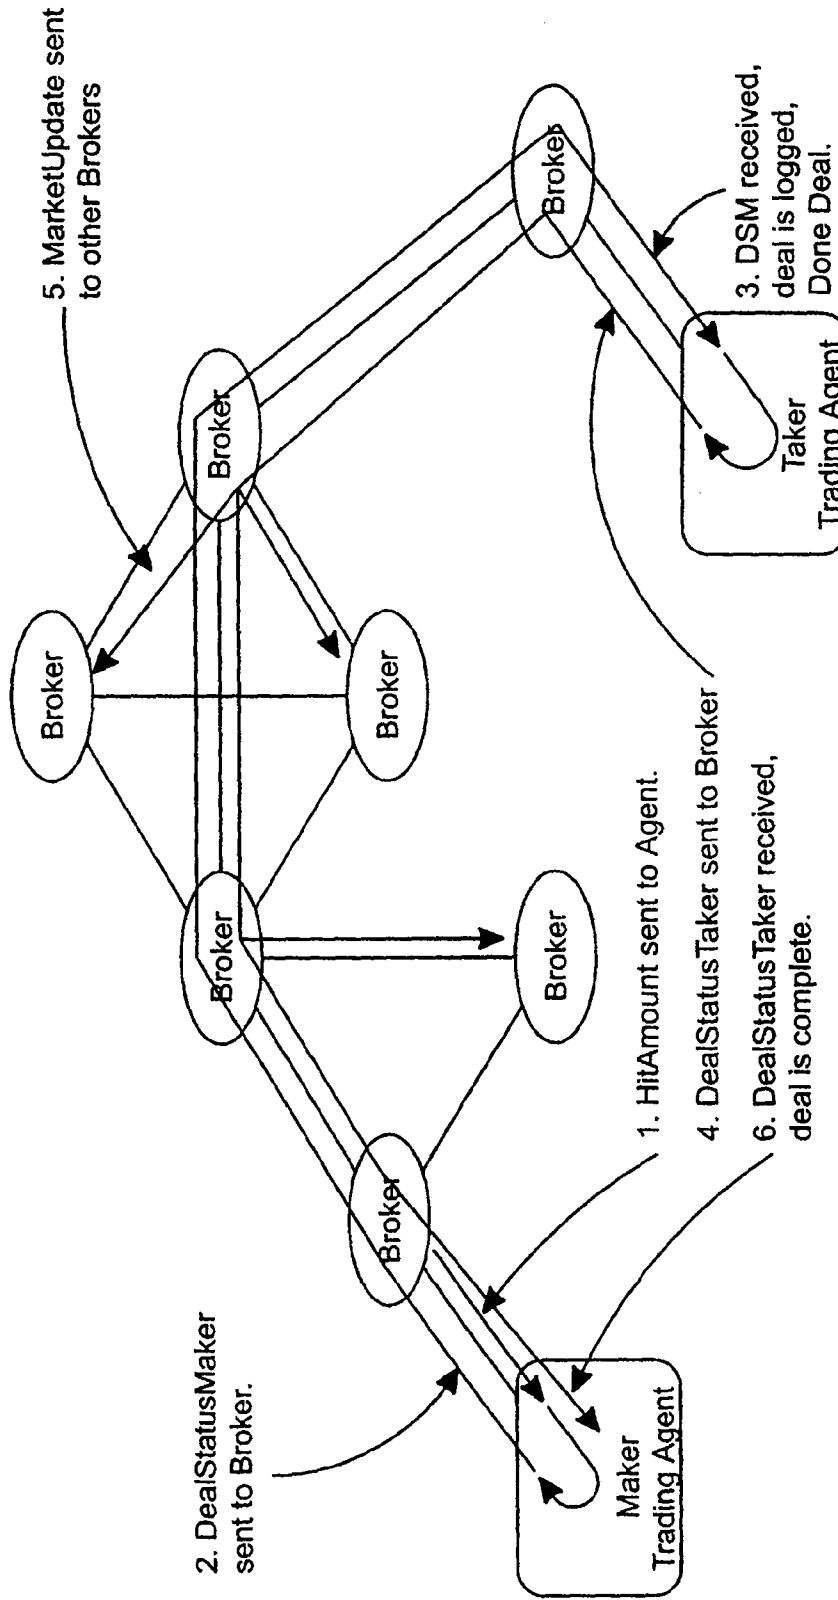 5. MarketUpdate sent
to other Brokers
2. DealStatusMaker
sent to Broker.
Broker
Broker
Broker
Broker
Broker
Broker
Broker
1. HitAmount sent to Agent.
4. DealStatusTaker sent to Broker
6. DealStatusTaker received,
deal is complete.
3. DSM received,
deal is logged,
Done Deal.
Maker
Trading Agent
Taker
Trading Agent